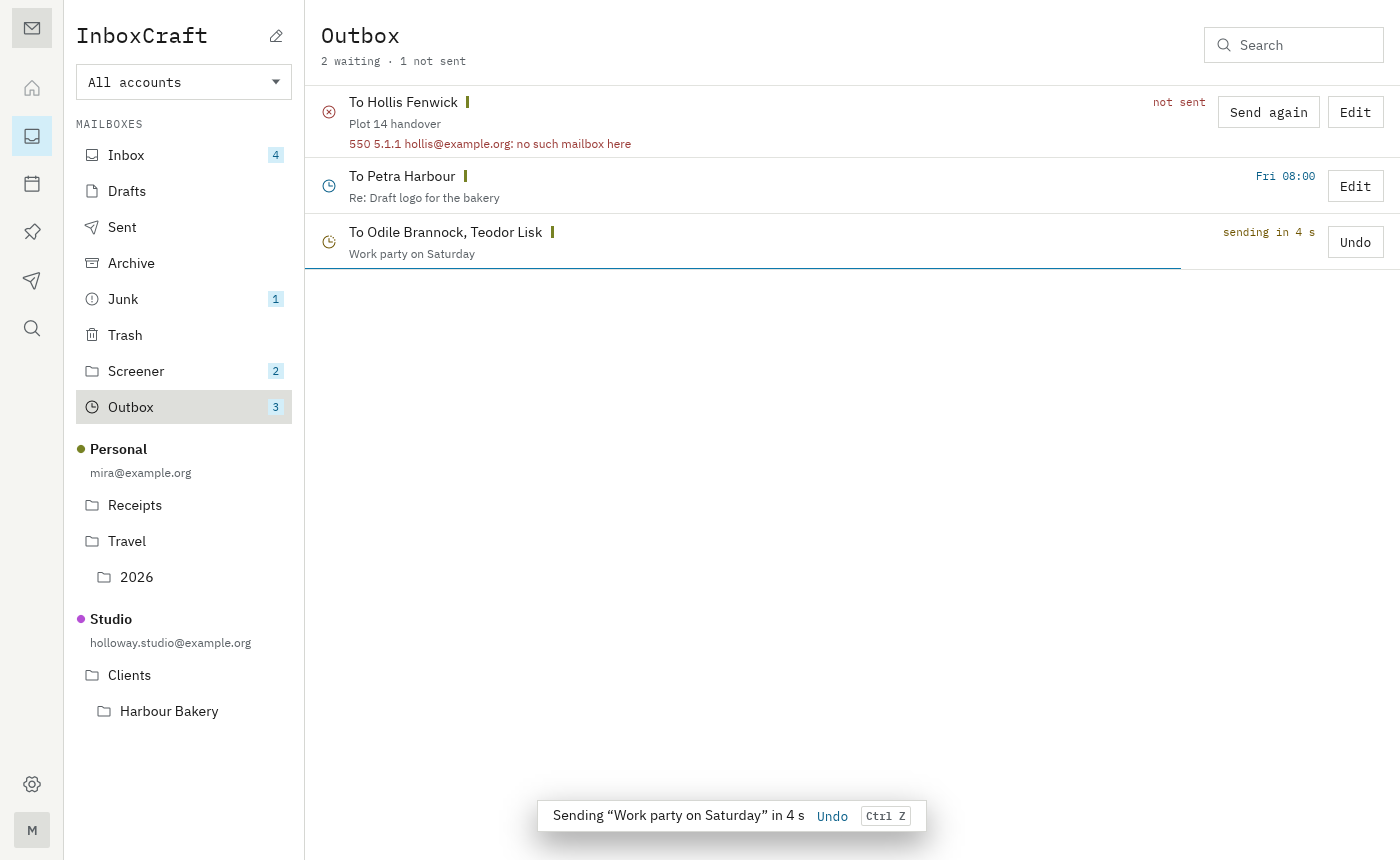 InboxCraft
All accounts
MAILBOXES
Inbox 4
Drafts
Sent
Archive
Junk 1
Trash
Screener 2
Outbox 3
Personal
mira@example.org
Receipts
Travel
2026
Studio
holloway.studio@example.org
Clients
Harbour Bakery
M
Outbox
2 waiting · 1 not sent
Search
To Hollis Fenwick
not sent
Send again
Edit
Plot 14 handover
550 5.1.1 hollis@example.org: no such mailbox here
To Petra Harbour
Fri 08:00
Edit
Re: Draft logo for the bakery
To Odile Brannock, Teodor Lisk
sending in 4 s
Undo
Work party on Saturday
Sending “Work party on Saturday” in 4 s Undo Ctrl Z